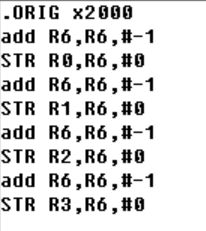 .ORIG x2000
add R6,R6,#-1
STR R0,R6,#0
add R6,R6,#-1
STR R1,R6,#0
add R6,R6,#-1
STR R2,R6,#0
add R6,R6,#-1
STR R3,R6,#0